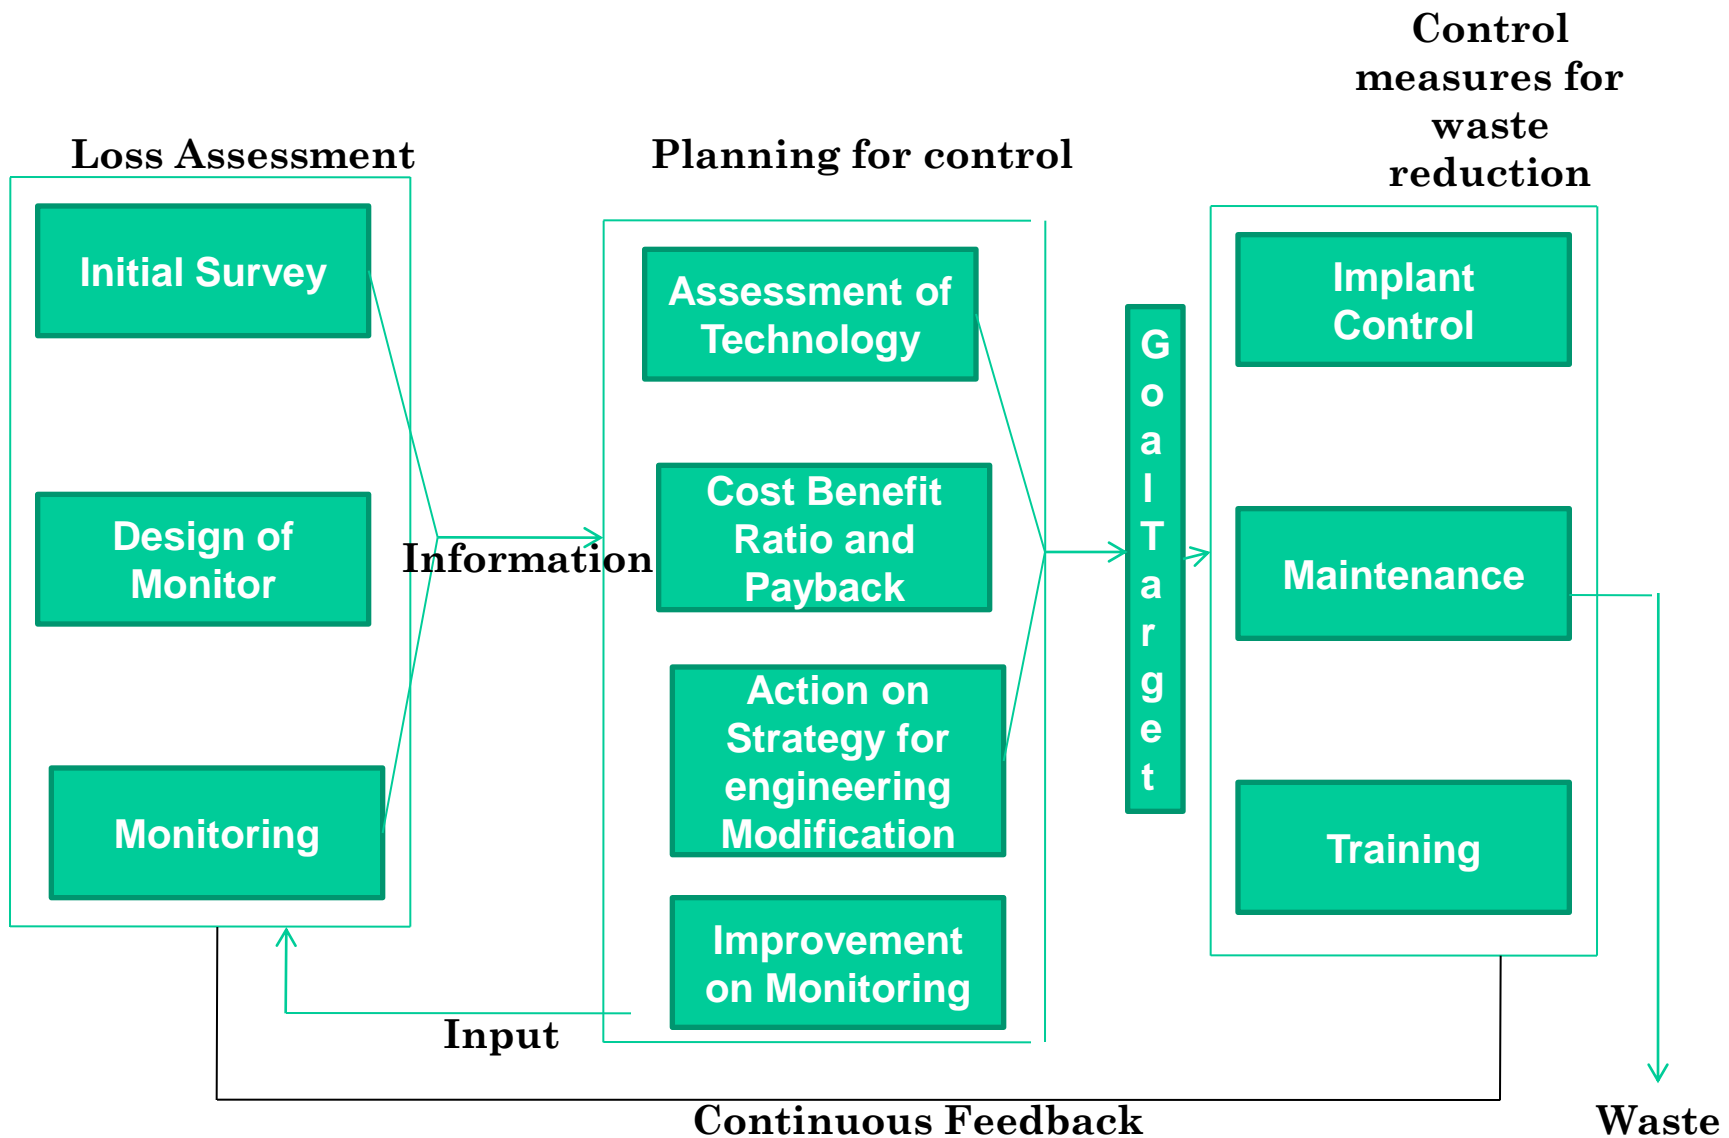 Loss Assessment
Initial Survey
Design of
Monitor
Monitoring
Information
Input
Planning for control
Assessment of
Technology
Cost Benefit
Ratio and
Payback
Action on
Strategy for
engineering
Modification
Improvement
on Monitoring
G
o
a
l
T
a
r
g
e
t
Control
measures for
waste
reduction
Implant
Control
Maintenance
Training
Continuous Feedback
Waste